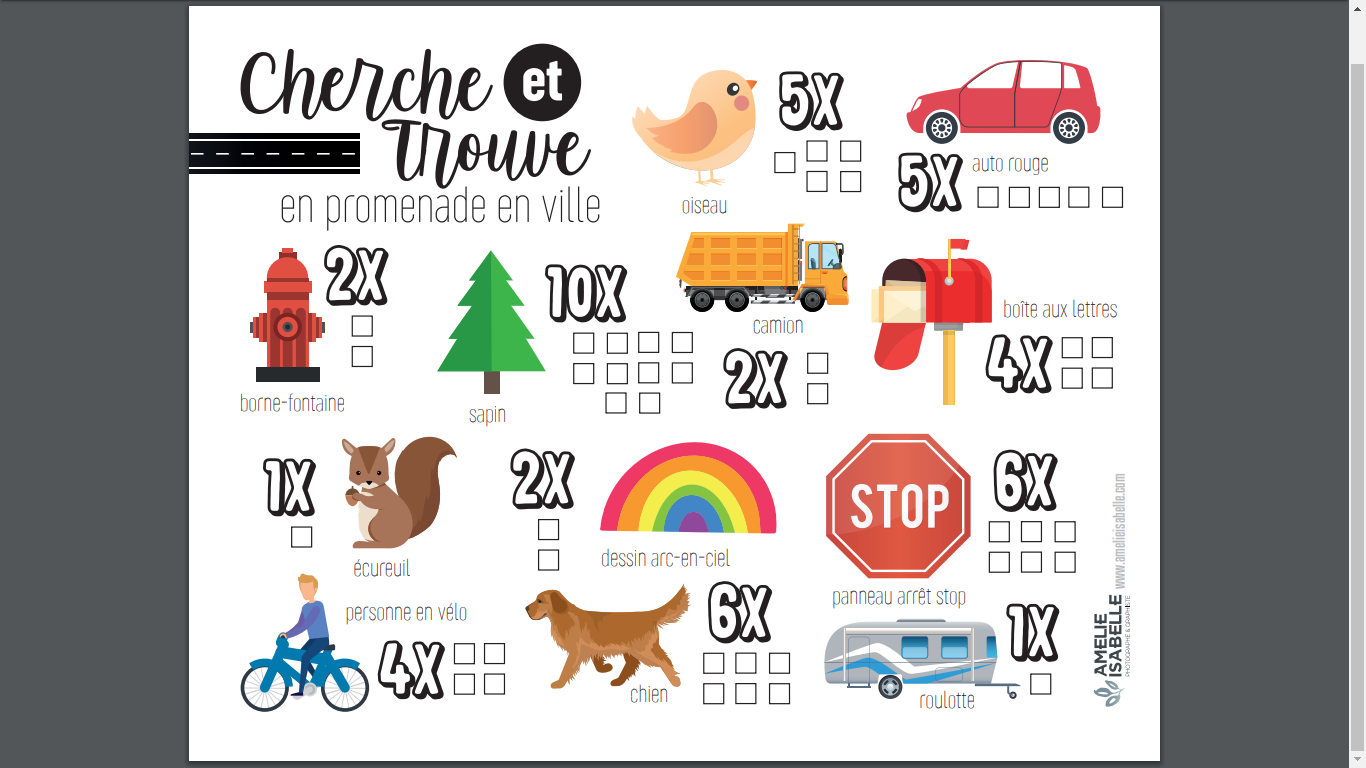 Cherche et
Trouve
en promenade en ville
5X
oiseau
5X
auto rouge
2X
borne-fontaine
10X
sapin
camion
2X
boîte aux lettres
4X
1X
écureuil
2X
dessin arc-en-ciel
STOP
6X
panneau arrêt stop
personne en vélo
4X
6X
chien
1X
roulotte
www.amelieisabelle.com
AMELIE
ISABELLE
PHOTOGRAPHE & GRAPHISTE